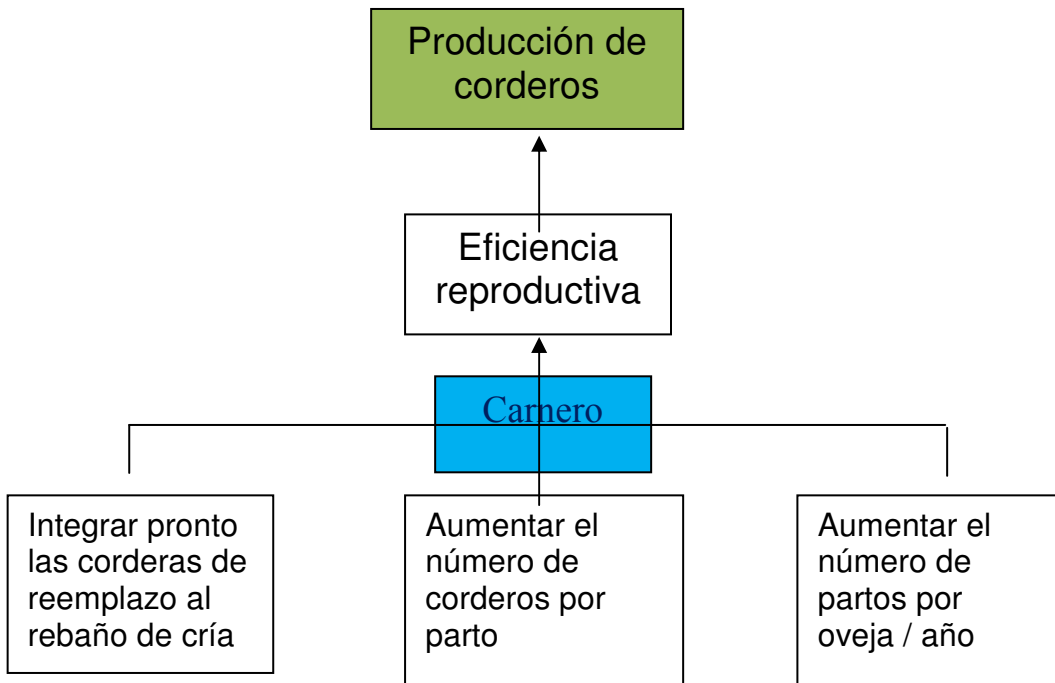 Producción de
corderos
Eficiencia
reproductiva
Carnero
Integrar pronto
las corderas de
reemplazo al
rebaño de cría
Aumentar el
número de
corderos por
parto
Aumentar el
número de
partos por
oveja / año